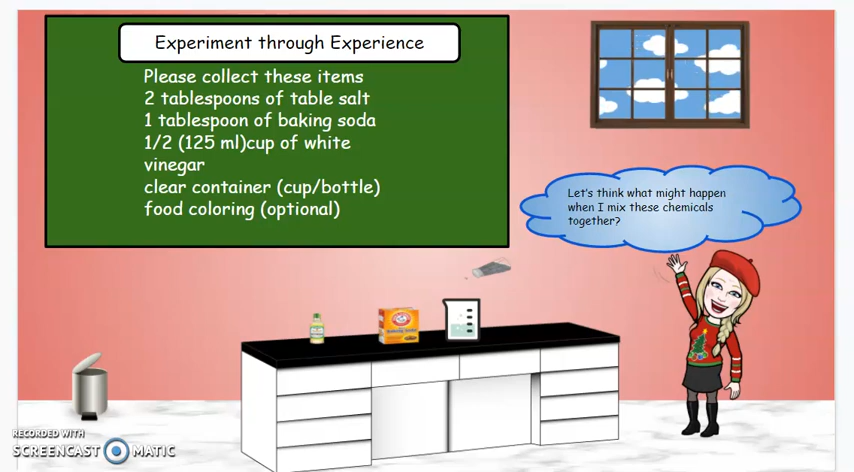 Experiment through Experience
Please collect these items
2 tablespoons of table salt
1 tablespoon of baking soda
1/2 (125 ml)cup of white
vinegar
clear container (cup/bottle)
food coloring (optional)
Let's think what might happen
when I mix these chemicals
together?
RECORDED WITH
SCREENCAST MATIC